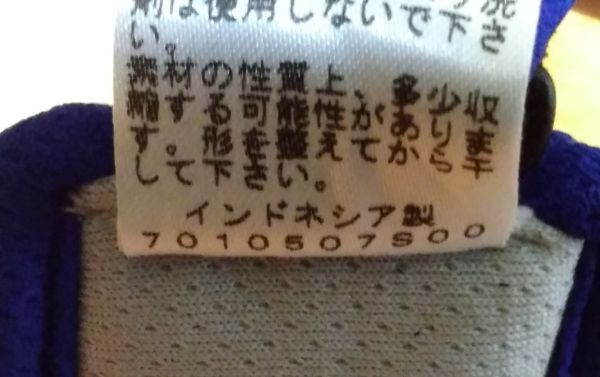 剤は使用しないで下さ
い。
素材の性質上、多少収
縮する可能性がありま
す。形を整えてから干
して下さい。
インドネシア製
7010507S00